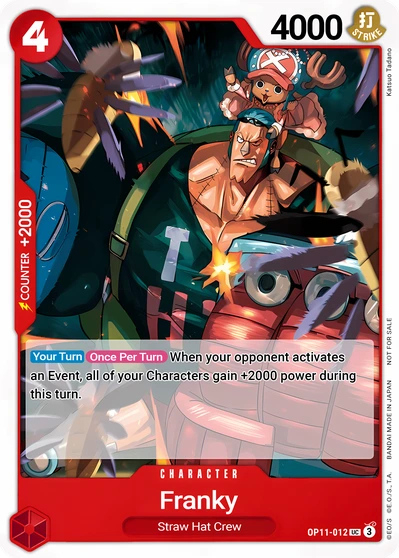 4
4000
打
STRIKE
Katsuo Tadano
COUNTER +2000
T
Your Turn Once Per Turn When your opponent activates
an Event, all of your Characters gain +2000 power during
this turn.
CHARACTER
Franky
Straw Hat Crew
OP11-012 UC 3
©E.O./S. ©E.O./S., T.A. BANDAI MADE IN JAPAN NOT FOR SALE